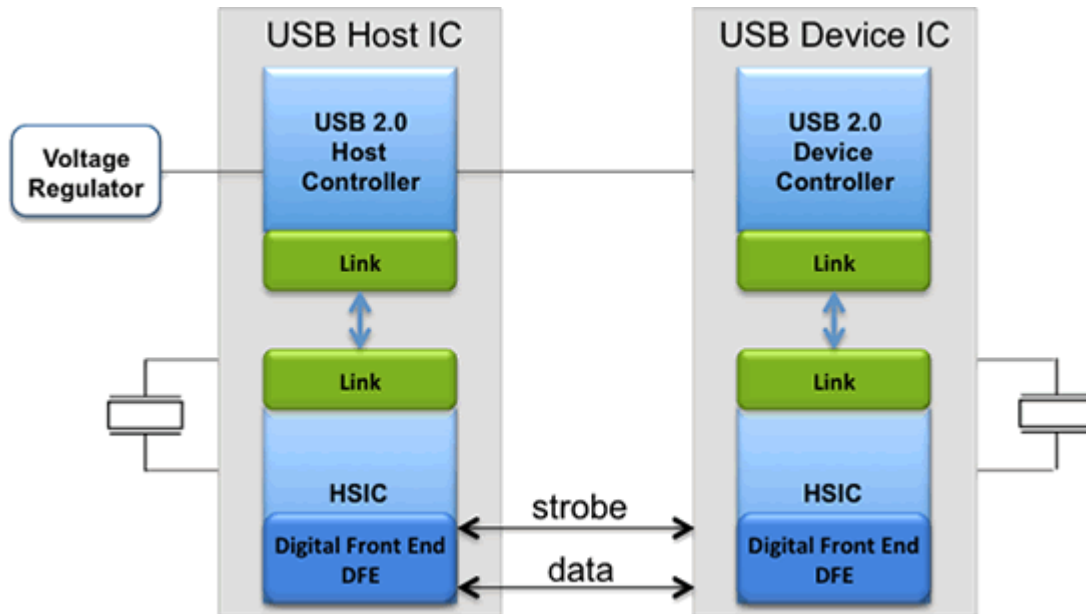 USB Host IC
USB Device IC
USB 2.0
Host
Controller
USB 2.0
Device
Controller
Voltage
Regulator
Link
Link
Link
Link
HSIC
HSIC
strobe
Digital Front End
DFE
Digital Front End
DFE
data